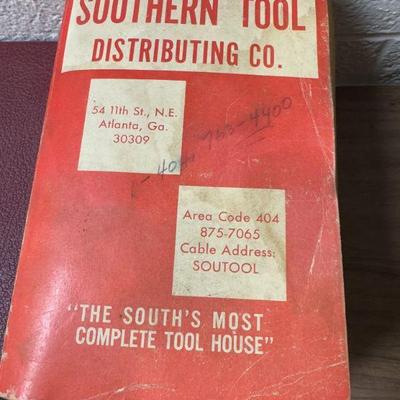 SOUTHERN TOOL
DISTRIBUTING CO.
54 11th St., N.E.
Atlanta, Ga.
30309
Area Code 404
875-7065
Cable Address:
SOUTOOL
"THE SOUTH'S MOST
COMPLETE TOOL HOUSE"